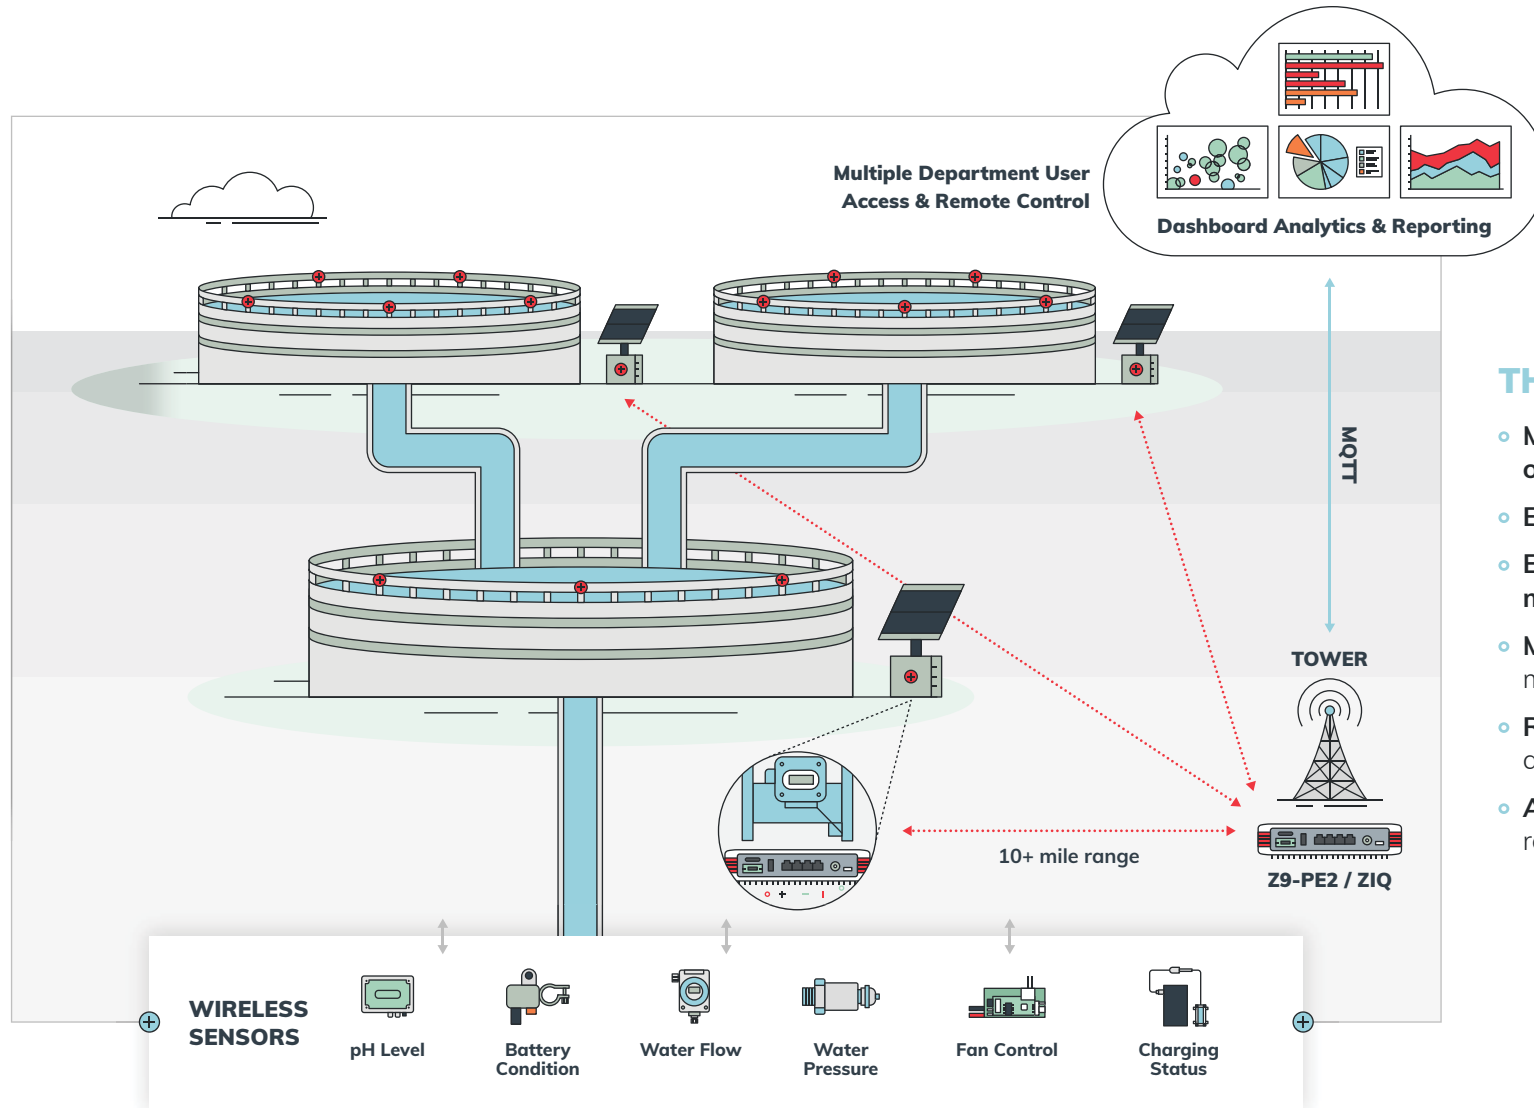 Multiple Department User
Access & Remote Control
Dashboard Analytics & Reporting
MQTT
TOWER
10+ mile range
Z9-PE2 / ZIQ
WIRELESS
SENSORS
pH Level
Battery
Condition
Water Flow
Water
Pressure
Fan Control
Charging
Status